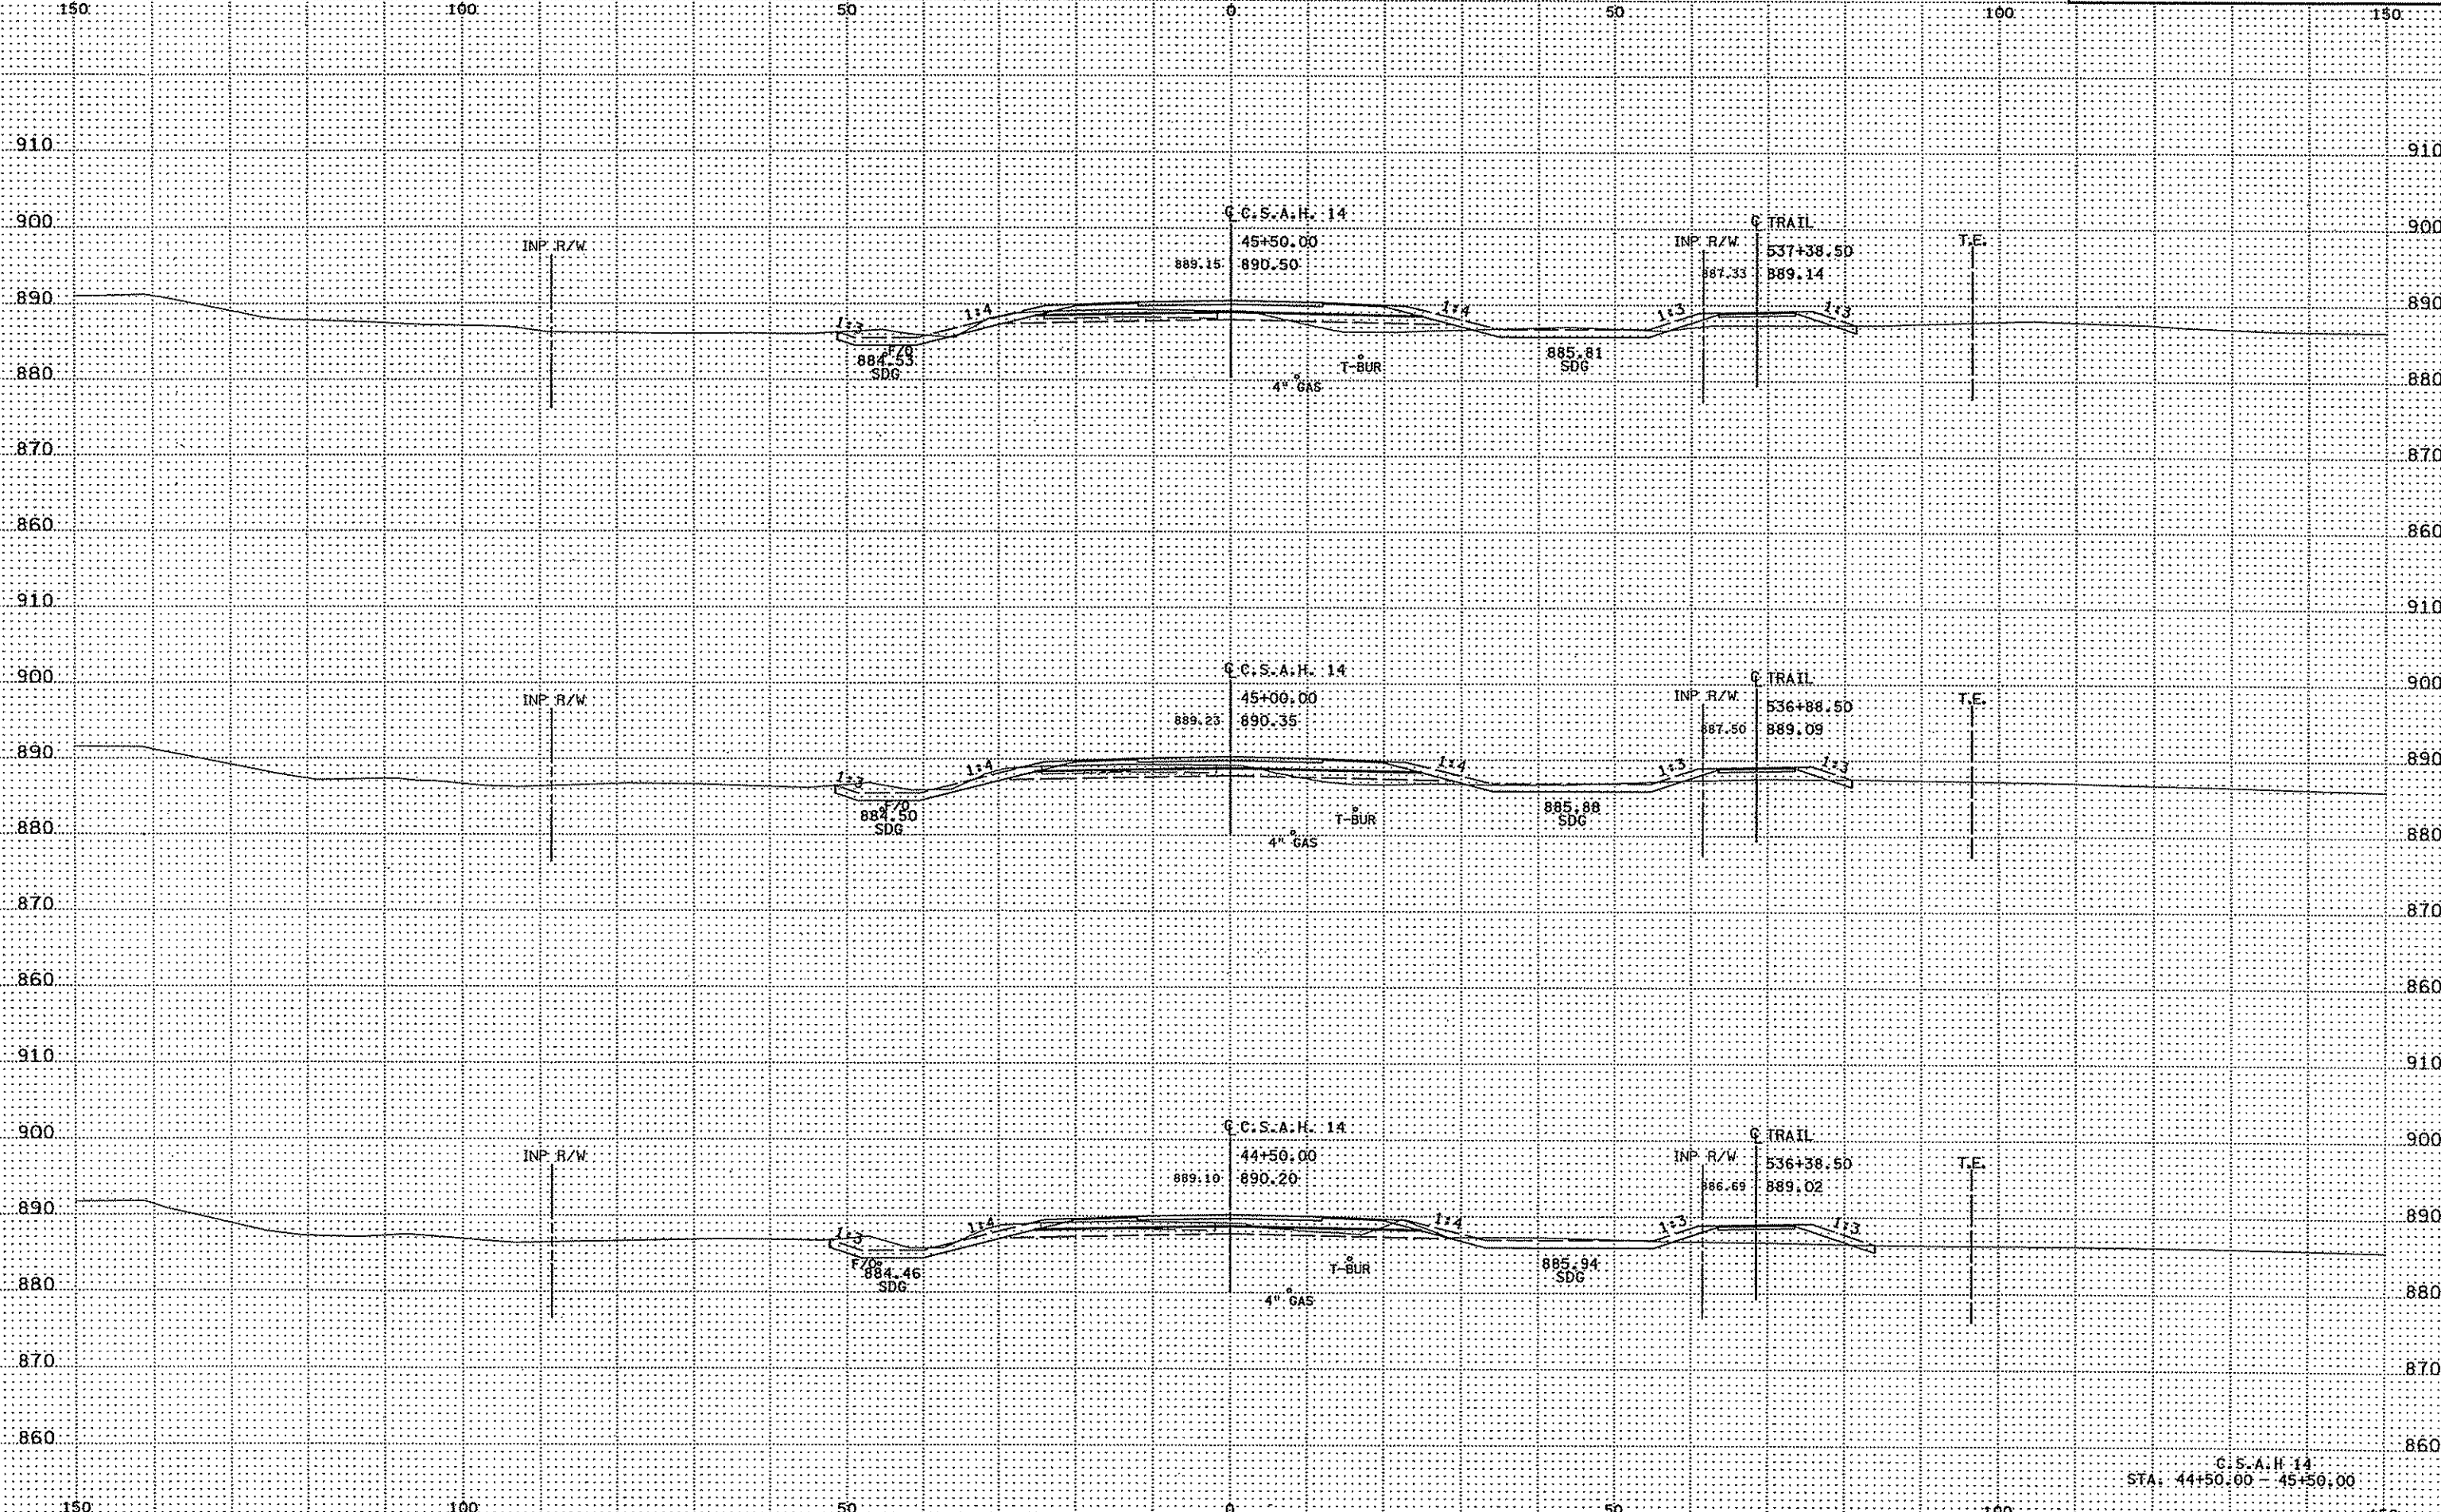 150 100 50 0 50 100 150
910 910
₵ C.S.A.H. 14
₵ TRAIL
900 900
INP R/W 45+50.00 INP R/W 537+38.50 T.E.
889.15 890.50 887.33 889.14
890 890
1:3 1:4 1:4 1:3 1:3
F/O
884.53 885.81
SDG T-BUR SDG
880 4" GAS 880
870 870
860 860
910 910
₵ C.S.A.H. 14
₵ TRAIL
900 900
INP R/W 45+00.00 INP R/W 536+88.50 T.E.
889.23 890.35 887.50 889.09
890 890
1:3 1:4 1:4 1:3 1:3
F/O
884.50 885.88
SDG T-BUR SDG
880 4" GAS 880
870 870
860 860
910 910
₵ C.S.A.H. 14
₵ TRAIL
900 900
INP R/W 44+50.00 INP R/W 536+38.50 T.E.
889.10 890.20 886.69 889.02
890 890
1:3 1:4 1:4 1:3 1:3
F/O
884.46 885.94
SDG T-BUR SDG
880 4" GAS 880
870 870
860 860
C.S.A.H 14
STA. 44+50.00 - 45+50.00
150 100 50 0 50 100